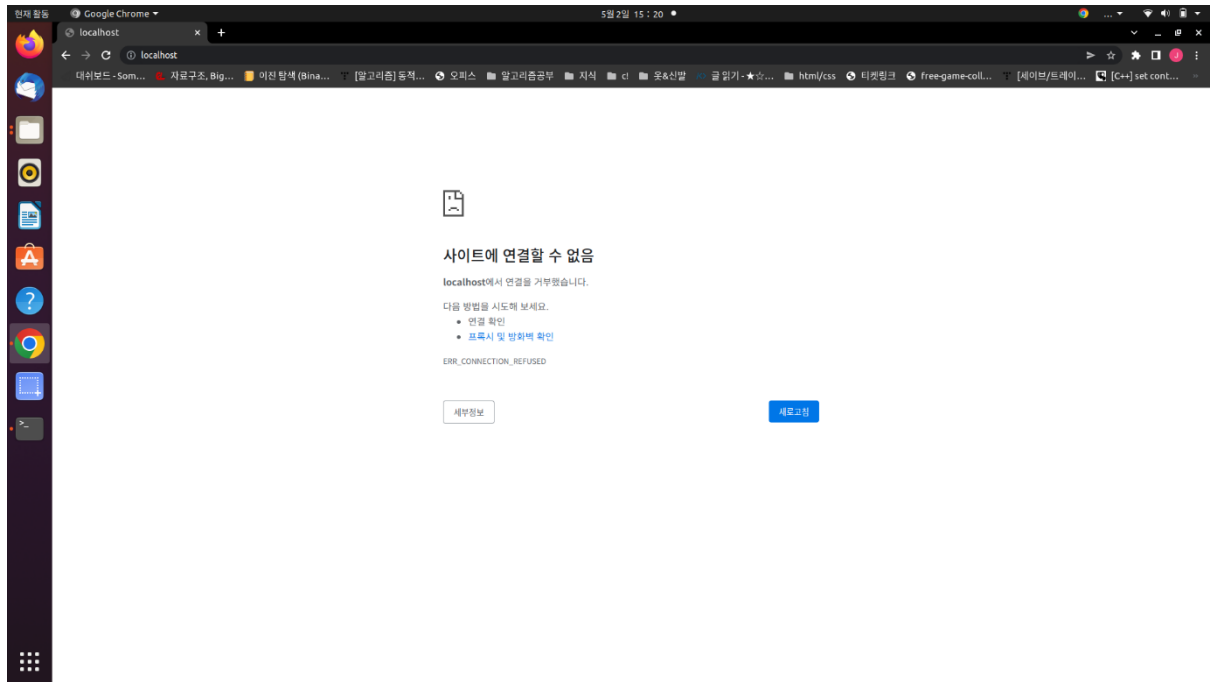 현재 활동 Google Chrome 5월 2일 15 : 20 ...
localhost × +
localhost
대쉬보드 - Som... 자료구조, Big... 이진 탐색 (Bina... [알고리즘] 동적... 오피스 알고리즘공부 지식 옷&신발 글 읽기 - ★☆... html/css 티켓링크 free-game-coll... [세이브/트레이... [C++] set cont... »
사이트에 연결할 수 없음
localhost에서 연결을 거부했습니다.
다음 방법을 시도해 보세요.
• 연결 확인
• 프록시 및 방화벽 확인
ERR_CONNECTION_REFUSED
세부정보 새로고침